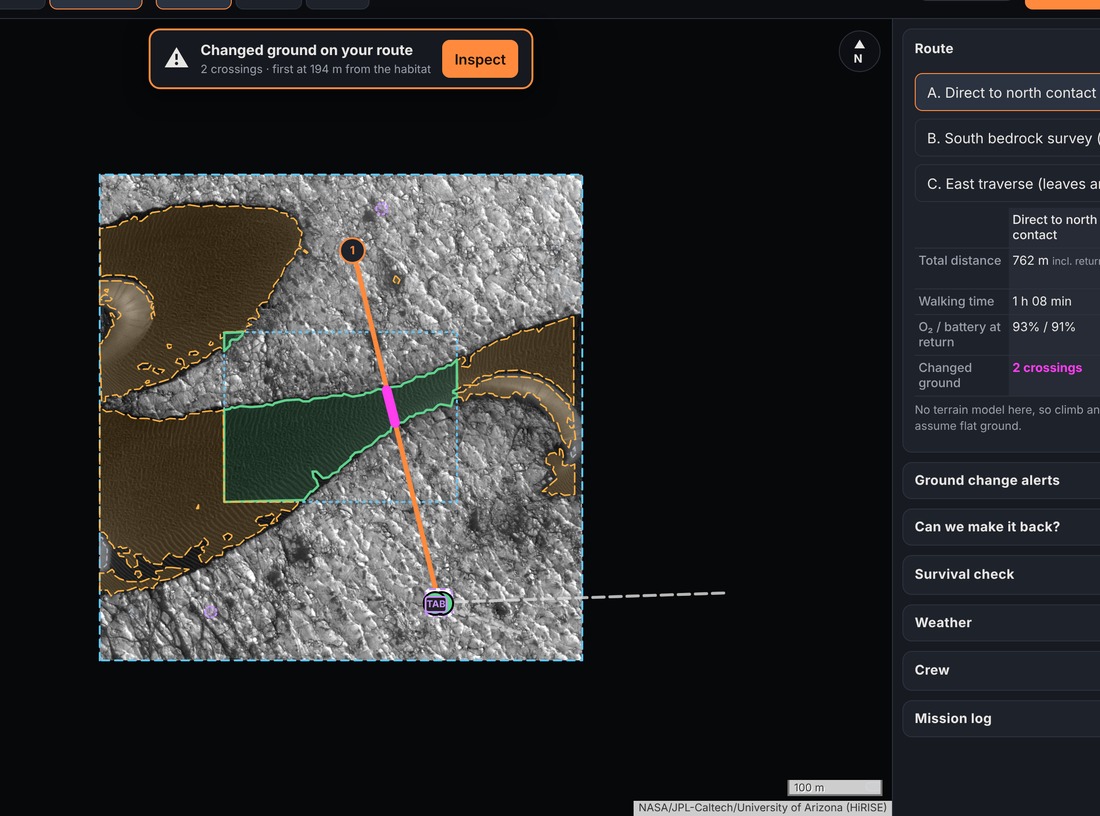 Changed ground on your route
2 crossings · first at 194 m from the habitat
Inspect
N
1
TAB
100 m
NASA/JPL-Caltech/University of Arizona (HiRISE)
Route
A. Direct to north contact
B. South bedrock survey (
C. East traverse (leaves
Direct to north
contact
Total distance 762 m incl.
Walking time 1 h 08 min
O₂ / battery at 93% / 91%
return
Changed 2 crossings
ground
No terrain model here, so climb
assume flat ground.
Ground change alerts
Can we make it back?
Survival check
Weather
Crew
Mission log